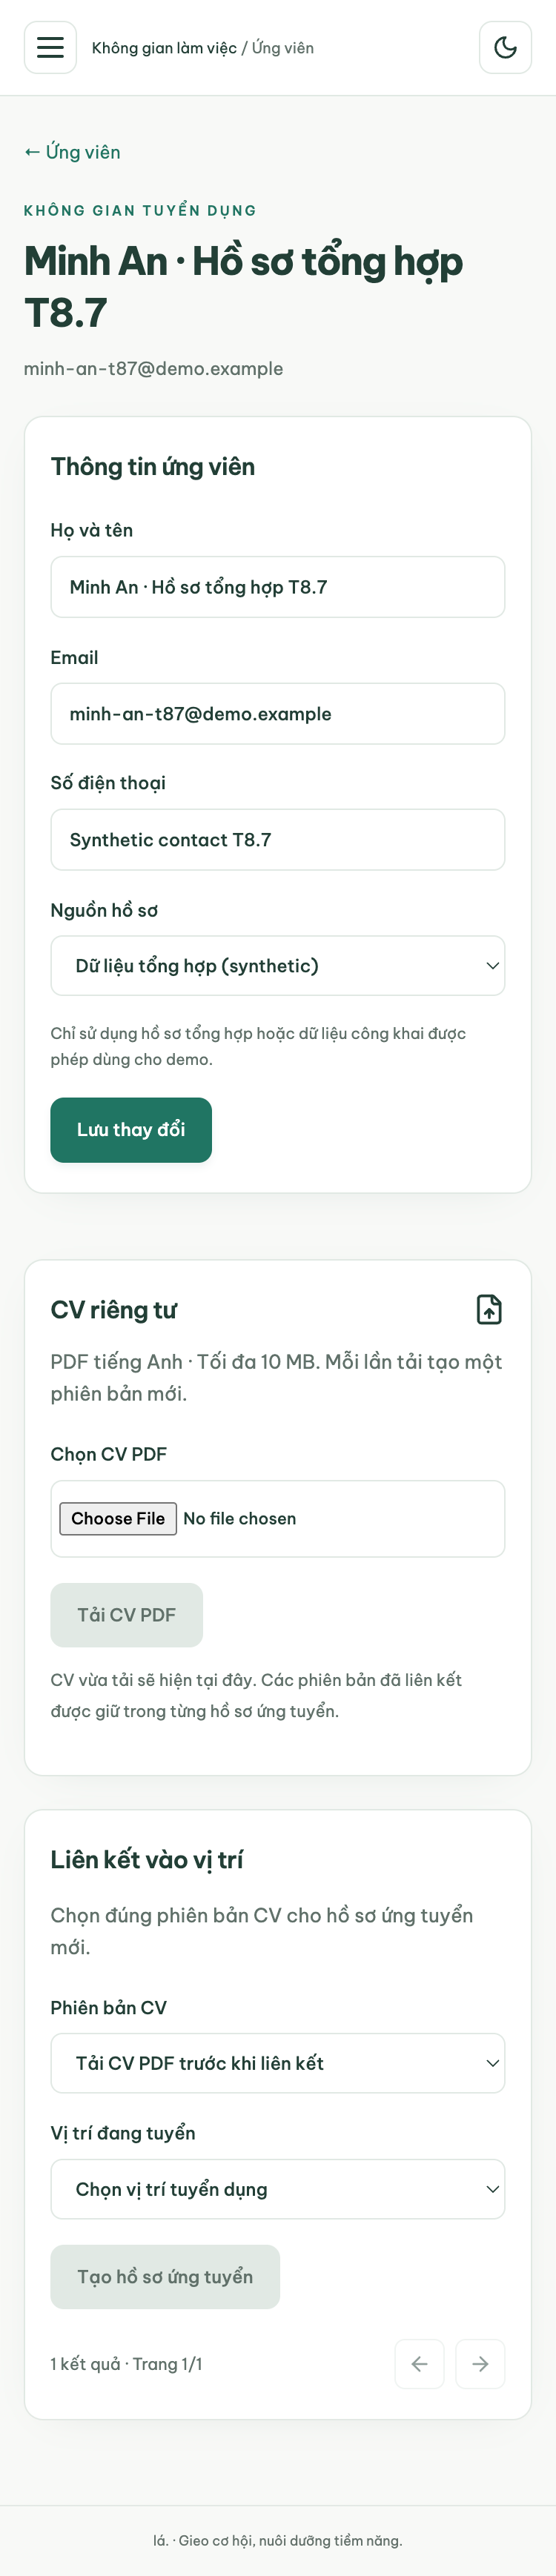 Không gian làm việc / Ứng viên
← Ứng viên
KHÔNG GIAN TUYỂN DỤNG
Minh An · Hồ sơ tổng hợp
T8.7
minh-an-t87@demo.example
Thông tin ứng viên
Họ và tên
Minh An · Hồ sơ tổng hợp T8.7
Email
minh-an-t87@demo.example
Số điện thoại
Synthetic contact T8.7
Nguồn hồ sơ
Dữ liệu tổng hợp (synthetic)
Chỉ sử dụng hồ sơ tổng hợp hoặc dữ liệu công khai được
phép dùng cho demo.
Lưu thay đổi
CV riêng tư
PDF tiếng Anh · Tối đa 10 MB. Mỗi lần tải tạo một
phiên bản mới.
Chọn CV PDF
Choose File No file chosen
Tải CV PDF
CV vừa tải sẽ hiện tại đây. Các phiên bản đã liên kết
được giữ trong từng hồ sơ ứng tuyển.
Liên kết vào vị trí
Chọn đúng phiên bản CV cho hồ sơ ứng tuyển
mới.
Phiên bản CV
Tải CV PDF trước khi liên kết
Vị trí đang tuyển
Chọn vị trí tuyển dụng
Tạo hồ sơ ứng tuyển
1 kết quả · Trang 1/1
lá. · Gieo cơ hội, nuôi dưỡng tiềm năng.